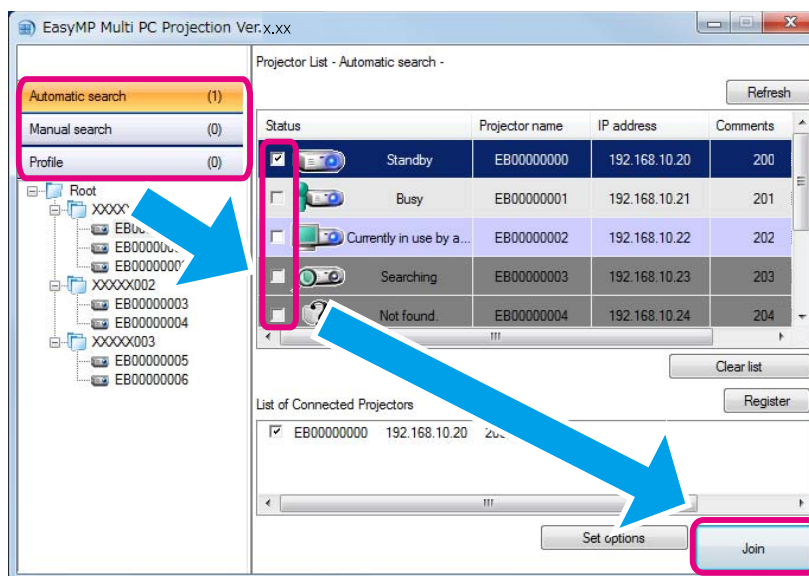 EasyMP Multi PC Projection Ver.x.xx
Projector List - Automatic search -
Automatic search (1)
Manual search (0)
Profile (0)
Refresh
Status Projector name IP address Comments
Standby EB00000000 192.168.10.20 200
Busy EB00000001 192.168.10.21 201
Currently in use by a... EB00000002 192.168.10.22 202
Searching EB00000003 192.168.10.23 203
Not found. EB00000004 192.168.10.24 204
Root
XXXXX002
EB00000003
EB00000004
XXXXX003
EB00000005
EB00000006
Clear list
List of Connected Projectors
Register
EB00000000 192.168.10.20
Set options
Join